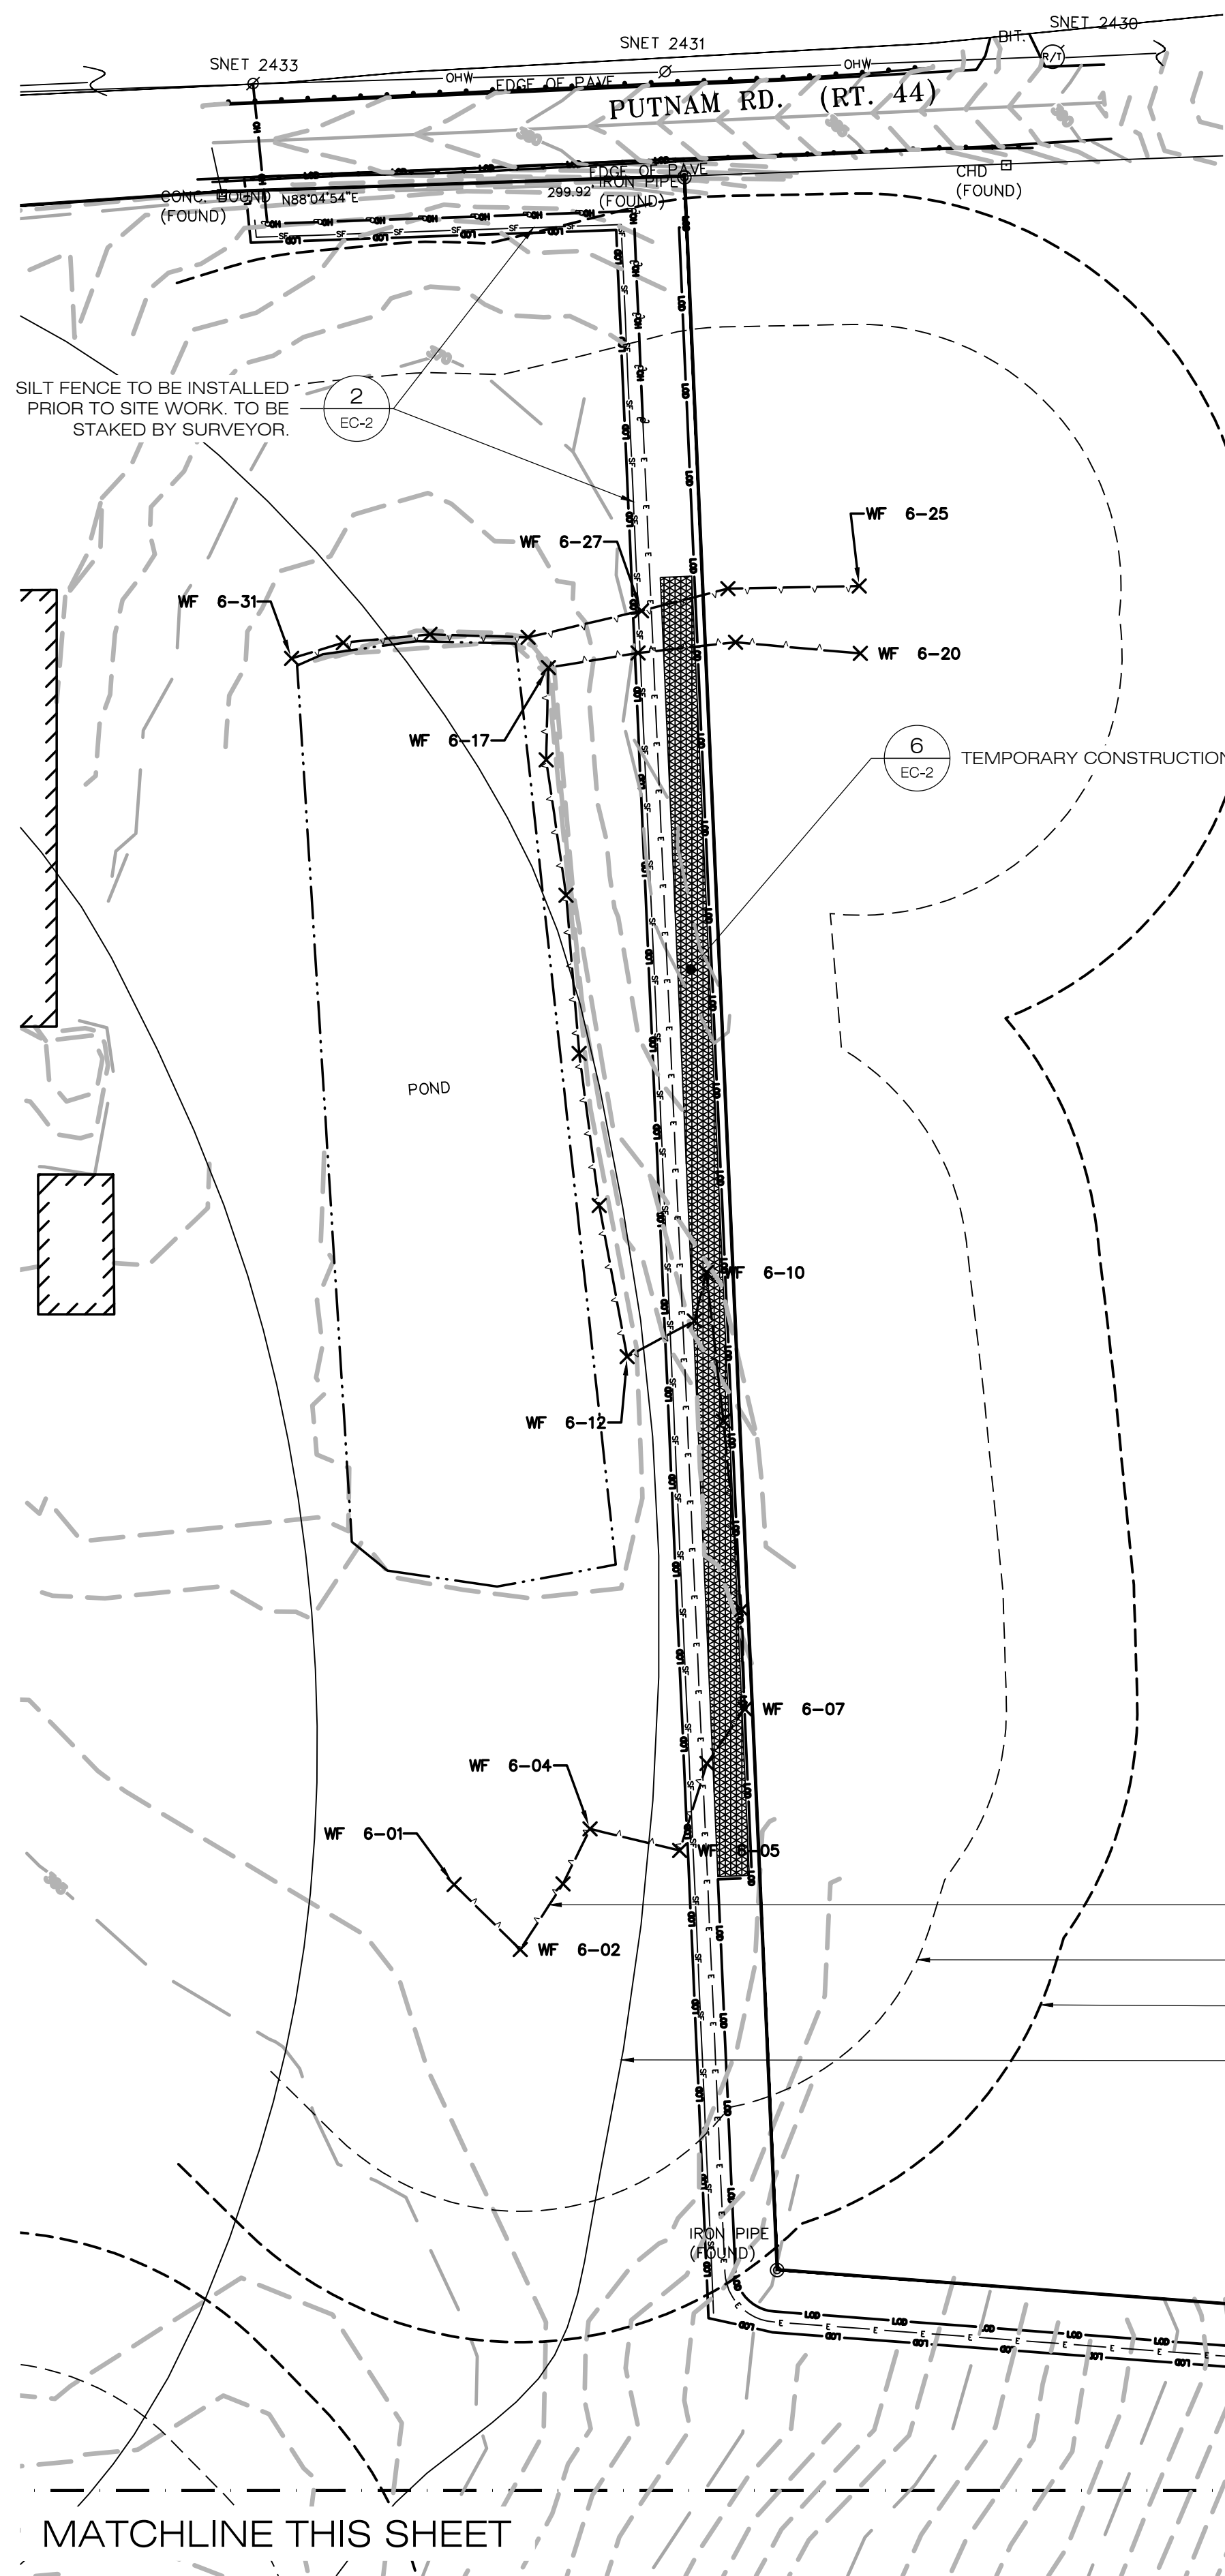 SNET 2430
BIT.
SNET 2431
R/T
SNET 2433
OHW
OHW
EDGE OF PAVE
PUTNAM RD. (RT. 44)
EDGE OF PAVE
IRON PIPE
(FOUND)
CHD
(FOUND)
CONC. BOUND
(FOUND)
N88°04'54"E
299.92'
SILT FENCE TO BE INSTALLED
PRIOR TO SITE WORK. TO BE
STAKED BY SURVEYOR.
2
EC-2
WF 6-25
WF 6-27
WF 6-31
WF 6-20
WF 6-17
6
EC-2
TEMPORARY CONSTRUCTION
POND
WF 6-10
WF 6-12
WF 6-07
WF 6-04
WF 6-01
WF 6-05
WF 6-02
IRON PIPE
(FOUND)
LOD
LOD
LOD
LOD
MATCHLINE THIS SHEET